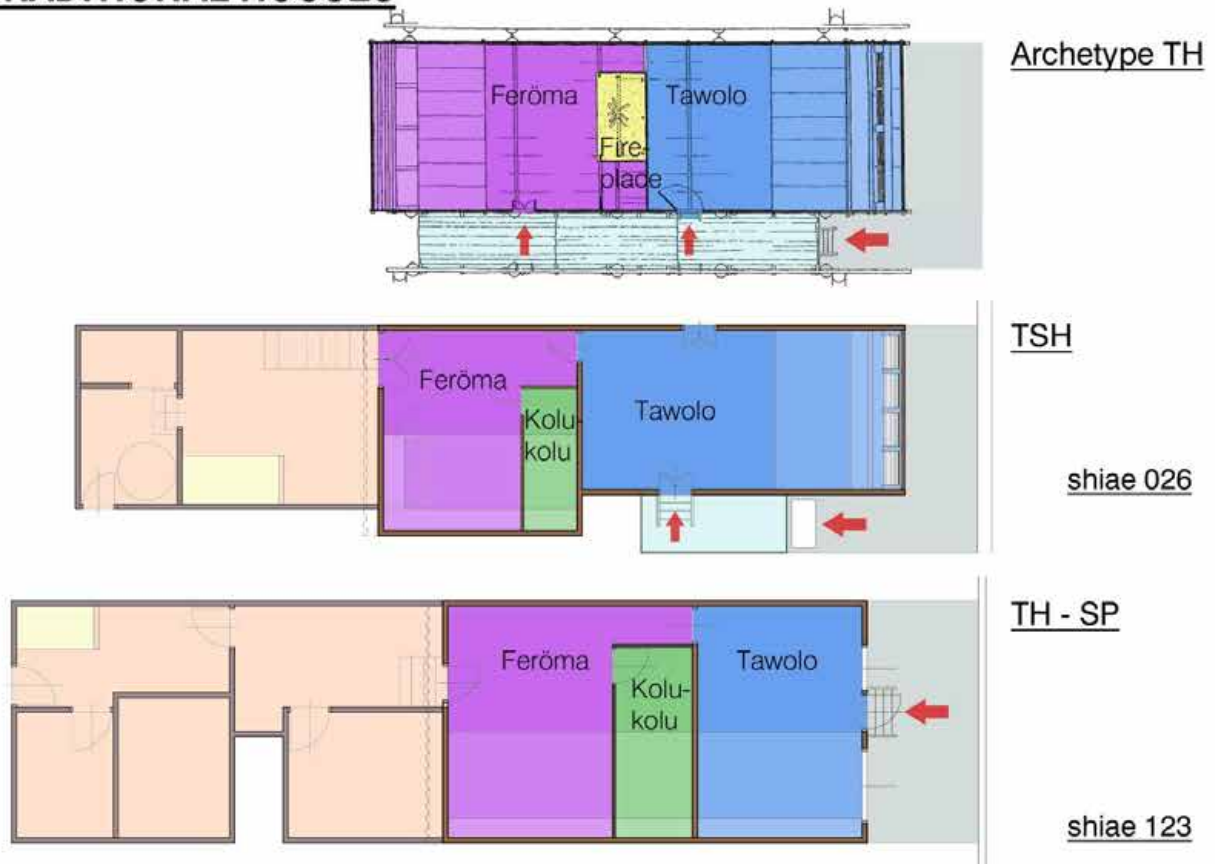 Archetype TH
Feröma
Tawolo
Fire-
place
TSH
Feröma
Kolu-
kolu
Tawolo
shiae 026
TH - SP
Feröma
Tawolo
Kolu-
kolu
shiae 123